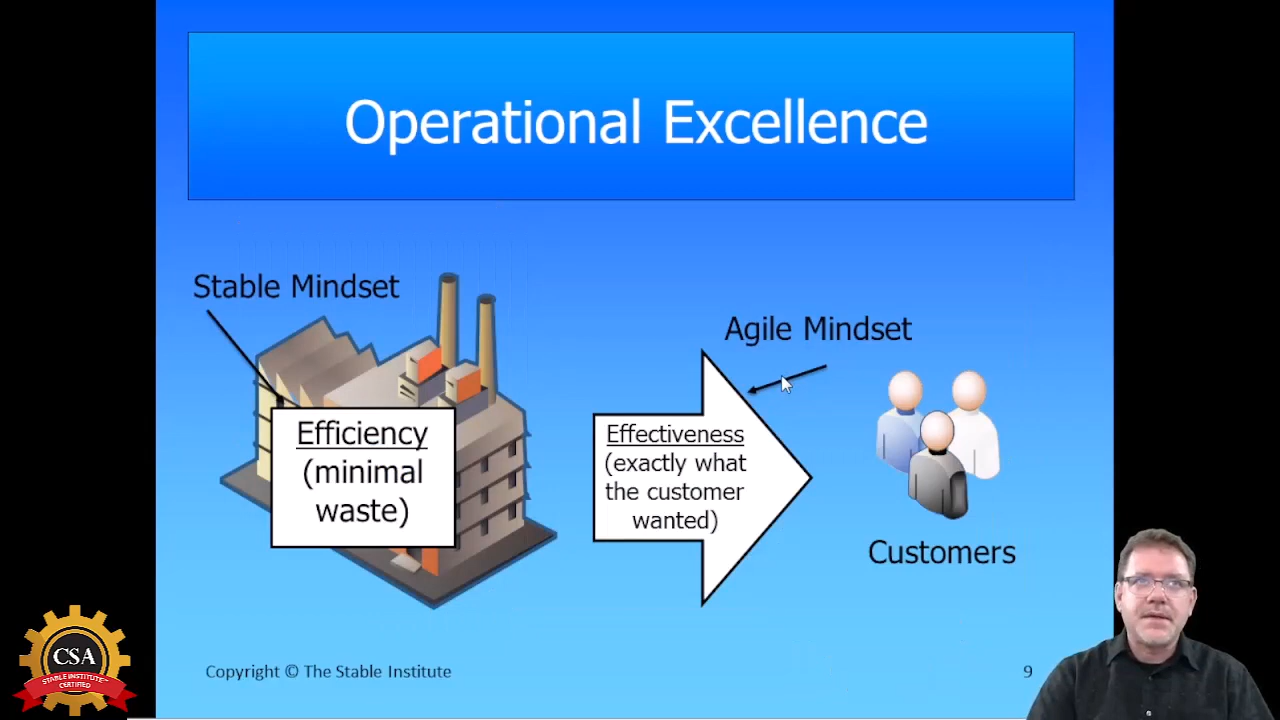 Operational Excellence
Stable Mindset
Agile Mindset
Efficiency
(minimal
waste)
Effectiveness
(exactly what
the customer
wanted)
Customers
CSA
STABLE INSTITUTE™
CERTIFIED
Copyright © The Stable Institute
9